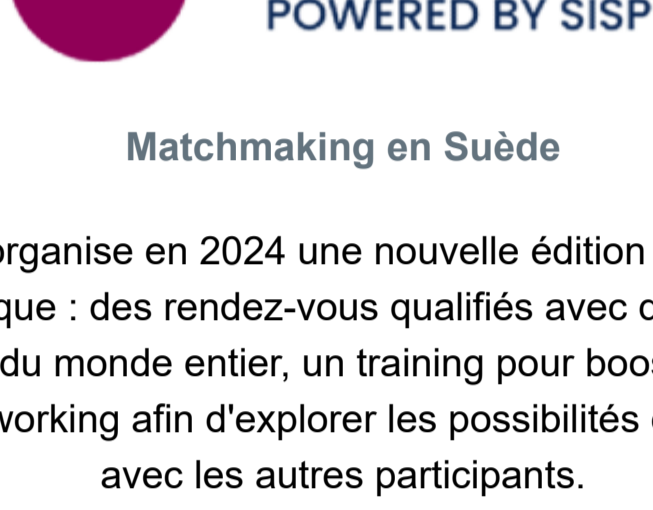 POWERED BY SISP
Matchmaking en Suède
organise en 2024 une nouvelle édition
que : des rendez-vous qualifiés avec
du monde entier, un training pour boos
working afin d'explorer les possibilités
avec les autres participants.